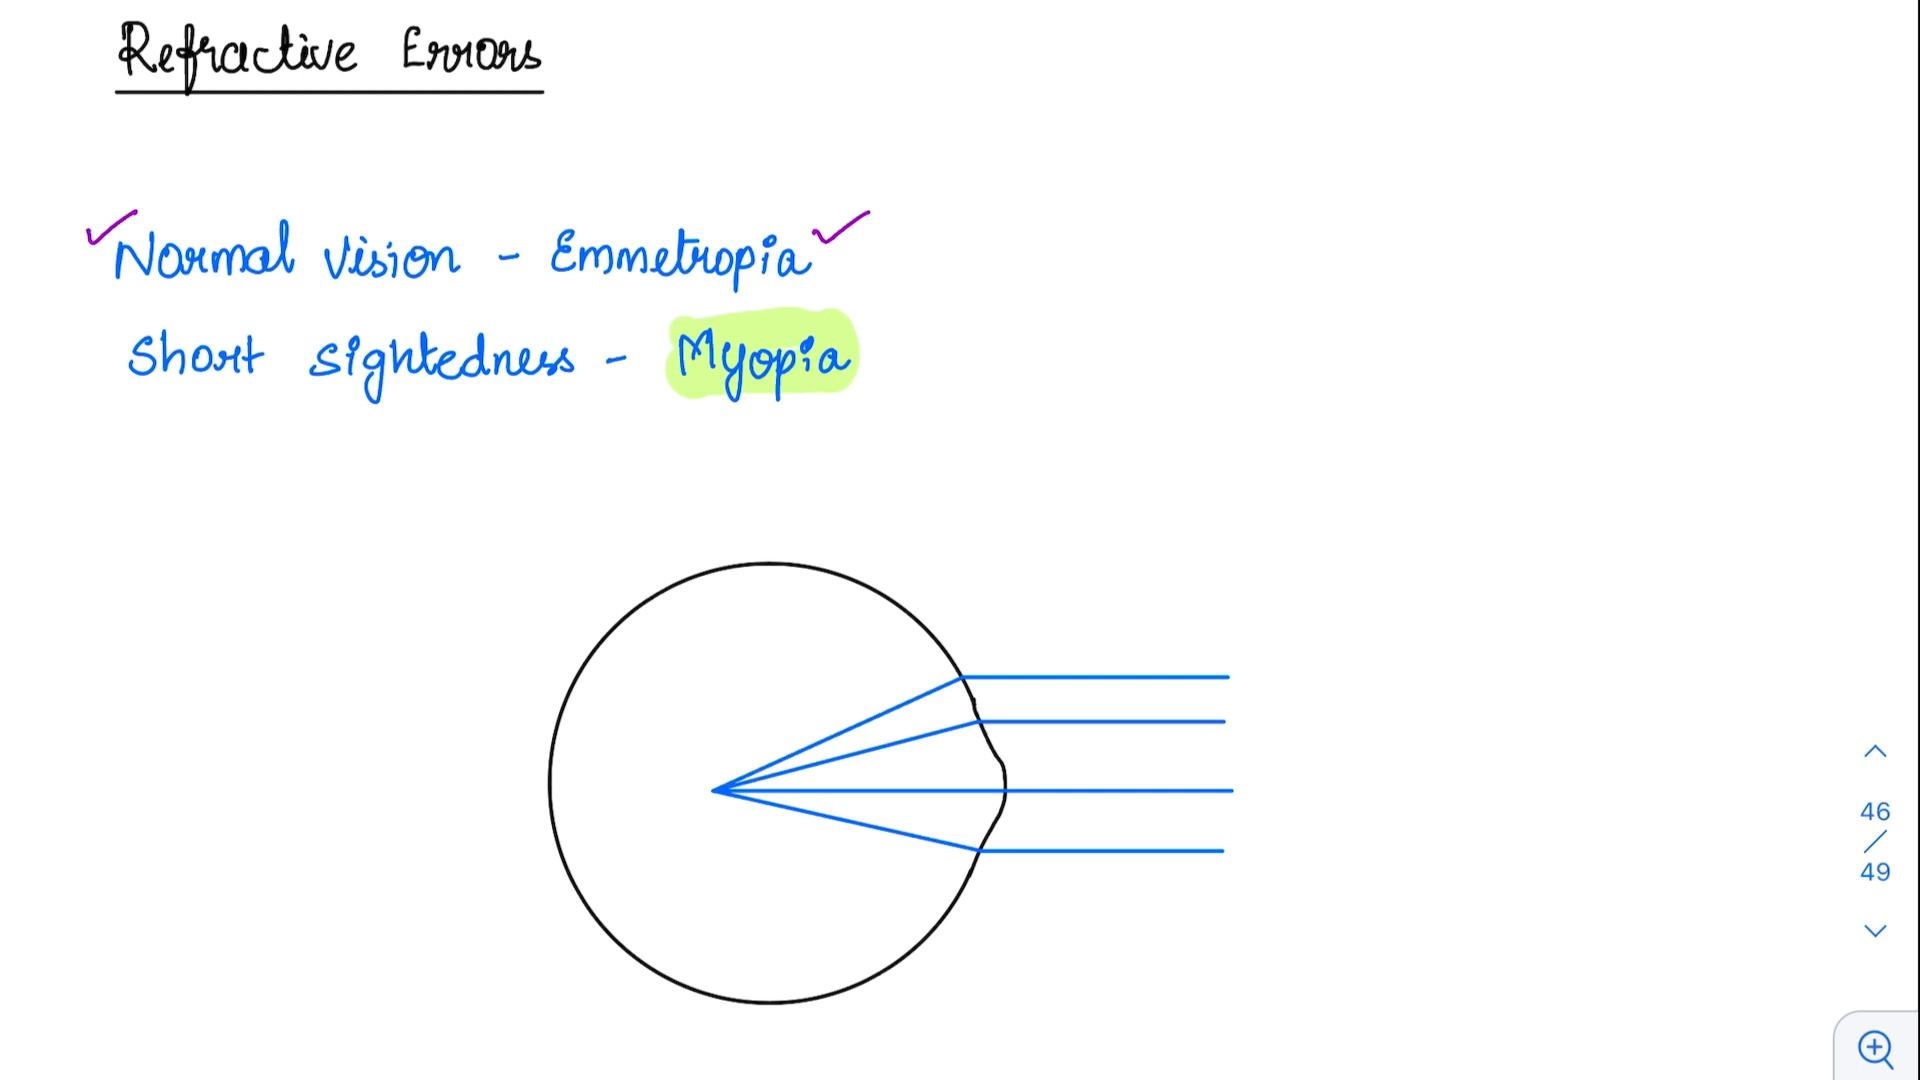 Refractive Errors
Normal vision - Emmetropia
Short sightedness - Myopia
46
/
49